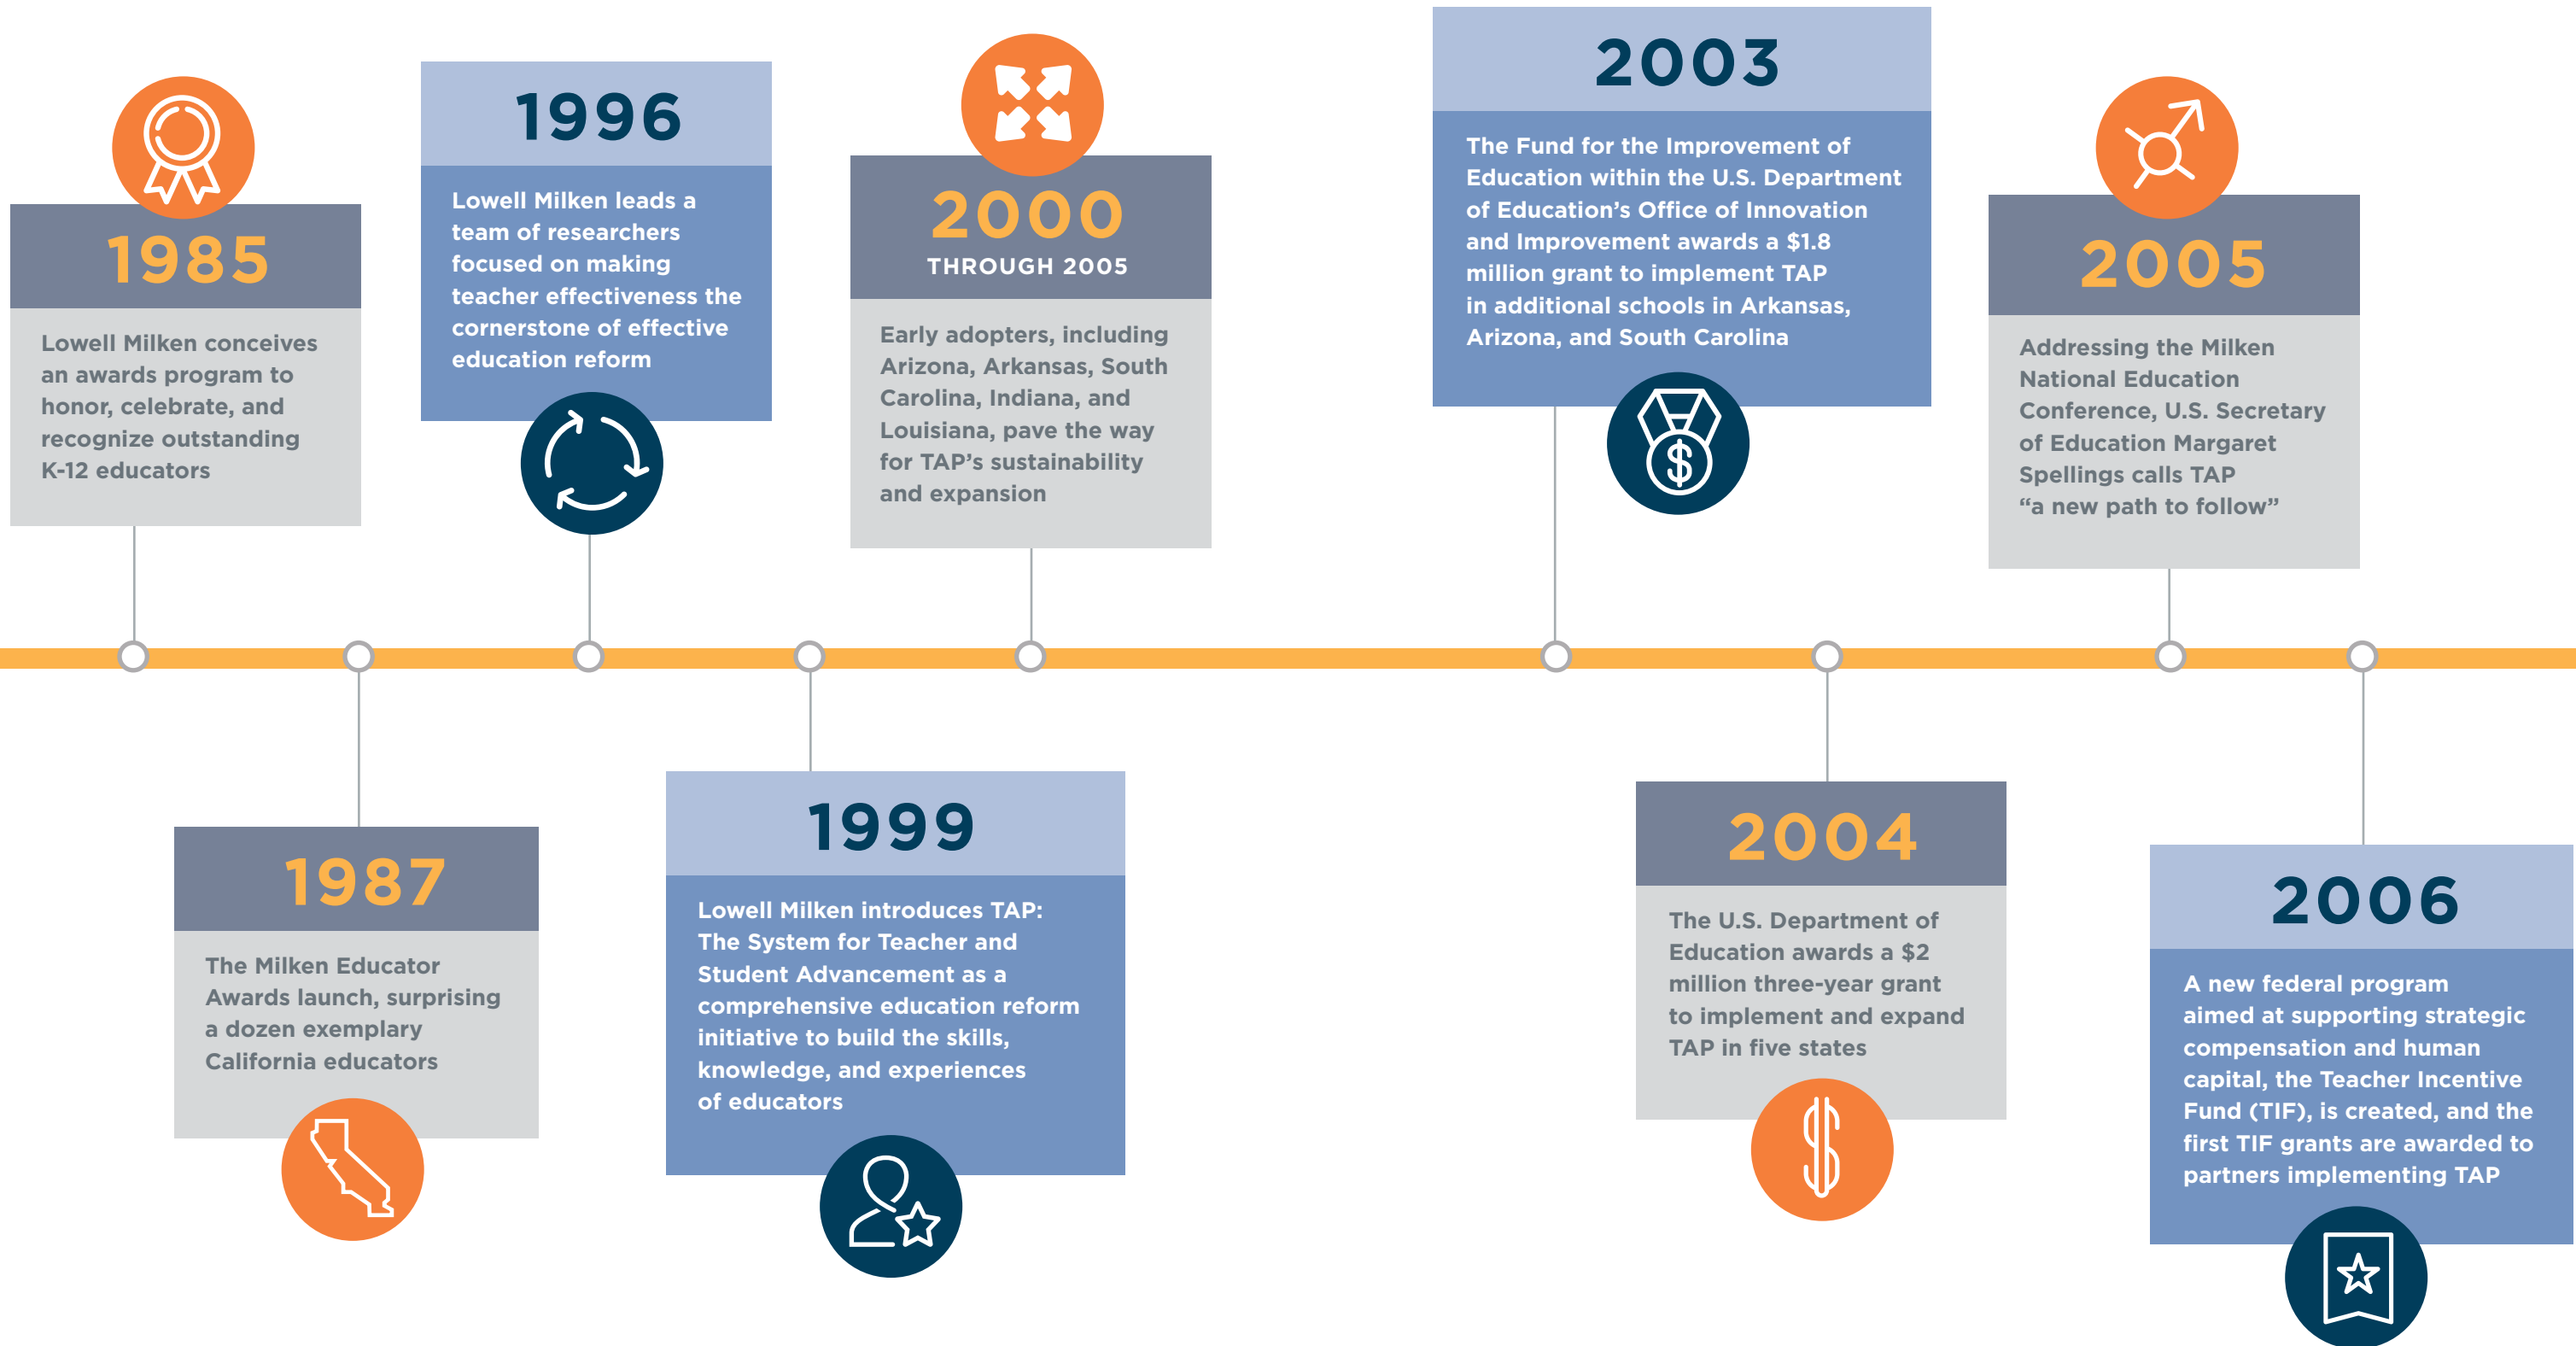 1985
Lowell Milken conceives
an awards program to
honor, celebrate, and
recognize outstanding
K-12 educators
1987
The Milken Educator
Awards launch, surprising
a dozen exemplary
California educators
1996
Lowell Milken leads a
team of researchers
focused on making
teacher effectiveness the
cornerstone of effective
education reform
1999
Lowell Milken introduces TAP:
The System for Teacher and
Student Advancement as a
comprehensive education reform
initiative to build the skills,
knowledge, and experiences
of educators
2000
THROUGH 2005
Early adopters, including
Arizona, Arkansas, South
Carolina, Indiana, and
Louisiana, pave the way
for TAP’s sustainability
and expansion
2003
The Fund for the Improvement of
Education within the U.S. Department
of Education’s Office of Innovation
and Improvement awards a $1.8
million grant to implement TAP
in additional schools in Arkansas,
Arizona, and South Carolina
$
2004
The U.S. Department of
Education awards a $2
million three-year grant
to implement and expand
TAP in five states
$
2005
Addressing the Milken
National Education
Conference, U.S. Secretary
of Education Margaret
Spellings calls TAP
“a new path to follow”
2006
A new federal program
aimed at supporting strategic
compensation and human
capital, the Teacher Incentive
Fund (TIF), is created, and the
first TIF grants are awarded to
partners implementing TAP